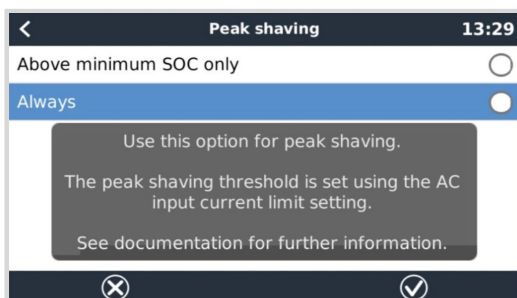 Peak shaving 13:29
Above minimum SOC only
Always
Use this option for peak shaving.
The peak shaving threshold is set using the AC
input current limit setting.
See documentation for further information.